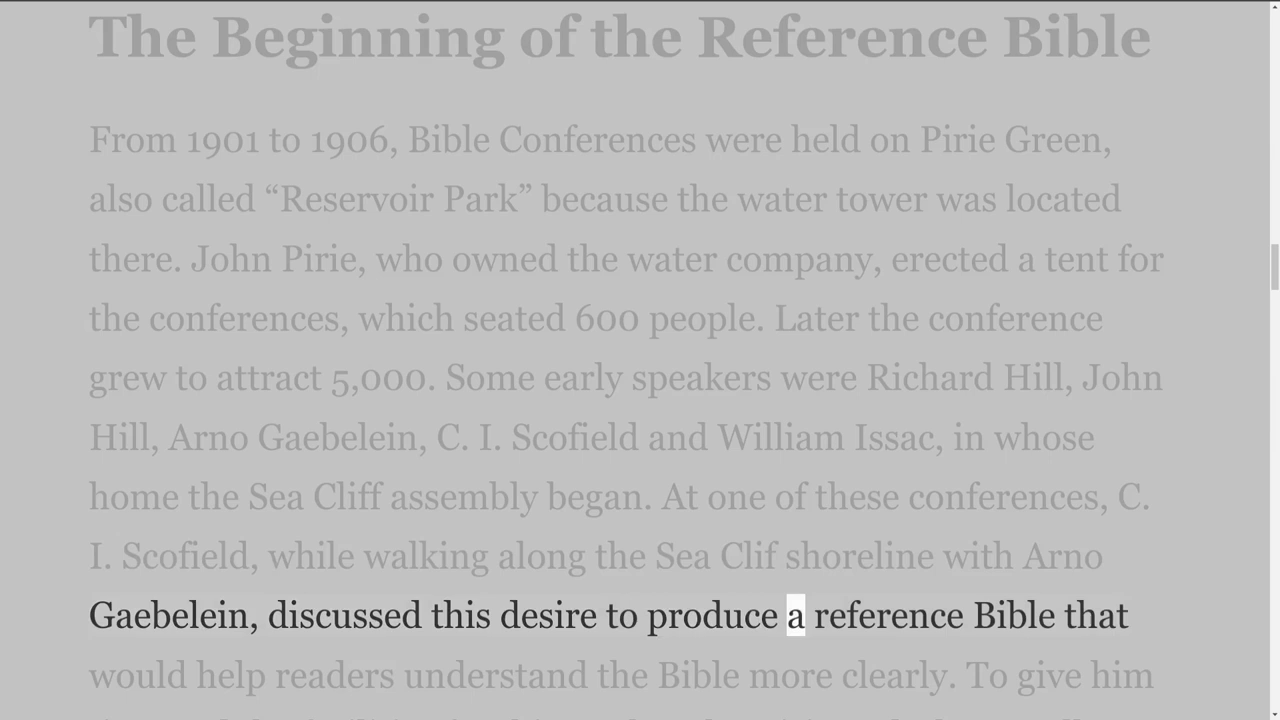 The Beginning of the Reference Bible
From 1901 to 1906, Bible Conferences were held on Pirie Green,
also called “Reservoir Park” because the water tower was located
there. John Pirie, who owned the water company, erected a tent for
the conferences, which seated 600 people. Later the conference
grew to attract 5,000. Some early speakers were Richard Hill, John
Hill, Arno Gaebelein, C. I. Scofield and William Issac, in whose
home the Sea Cliff assembly began. At one of these conferences, C.
I. Scofield, while walking along the Sea Clif shoreline with Arno
Gaebelein, discussed this desire to produce a reference Bible that
would help readers understand the Bible more clearly. To give him